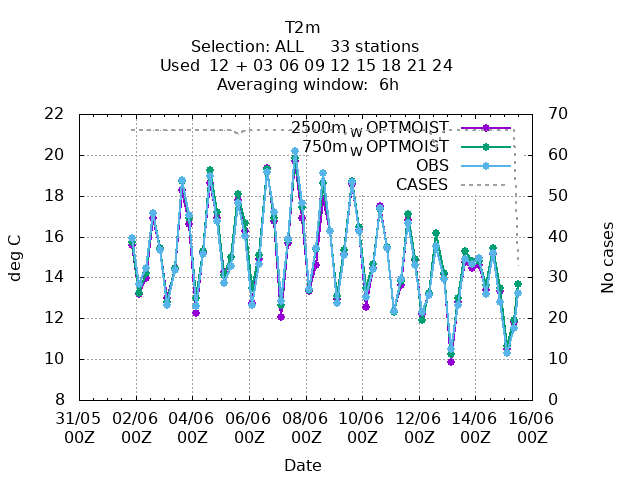 T2m
Selection: ALL 33 stations
Used 12 + 03 06 09 12 15 18 21 24
Averaging window: 6h
2500m_W_OPTMOIST
750m_W_OPTMOIST
OBS
CASES
deg C
22
20
18
16
14
12
10
8
70
60
50
40
30
20
10
0
No cases
31/05 02/06 04/06 06/06 08/06 10/06 12/06 14/06 16/06
00Z 00Z 00Z 00Z 00Z 00Z 00Z 00Z 00Z
Date